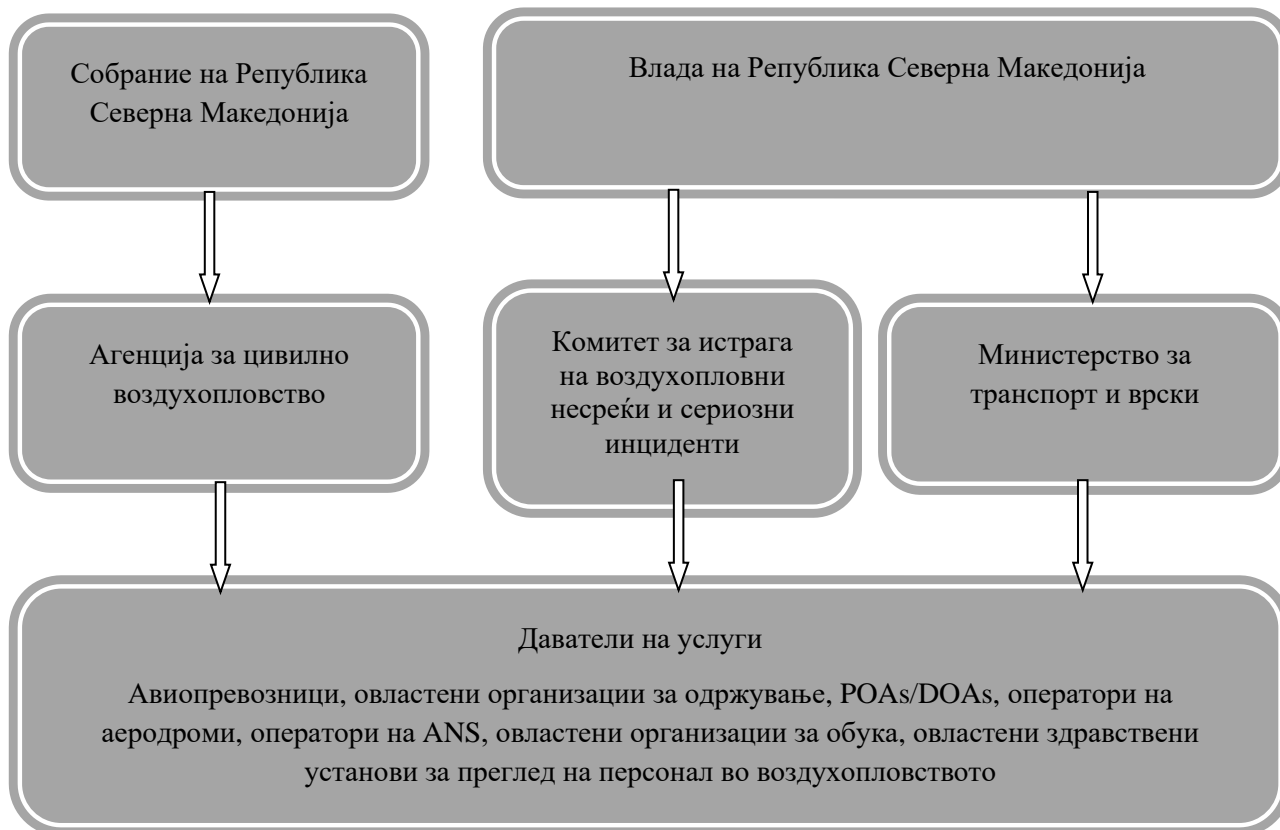 Собрание на Република
Северна Македонија
Влада на Република Северна Македонија
Агенција за цивилно
воздухопловство
Комитет за истрага
на воздухопловни
несреќи и сериозни
инциденти
Министерство за
транспорт и врски
Даватели на услуги
Авиопревозници, овластени организации за одржување, POAs/DOAs, оператори на
аеродроми, оператори на ANS, овластени организации за обука, овластени здравствени
установи за преглед на персонал во воздухопловството